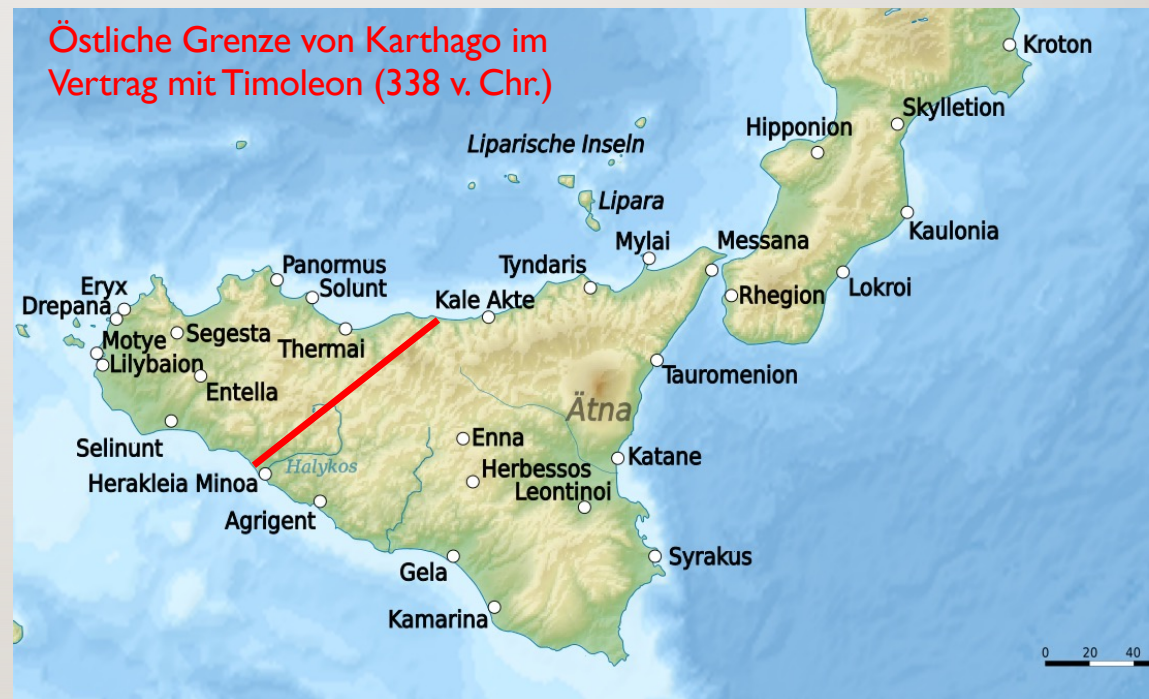 Östliche Grenze von Karthago im
Vertrag mit Timoleon (338 v. Chr.)
Kroton
Skylletion
Hipponion
Liparische Inseln
Lipara
Kaulonia
Mylai
Messana
Panormus
Tyndaris
Eryx
Solunt
Kale Akte
Rhegion
Lokroi
Drepana
Motye
Segesta
Thermai
Lilybaion
Tauromenion
Entella
Ätna
Selinunt
Enna
Katane
Halykos
Herbessos
Herakleia Minoa
Leontinoi
Agrigent
Syrakus
Gela
Kamarina
0 20 40